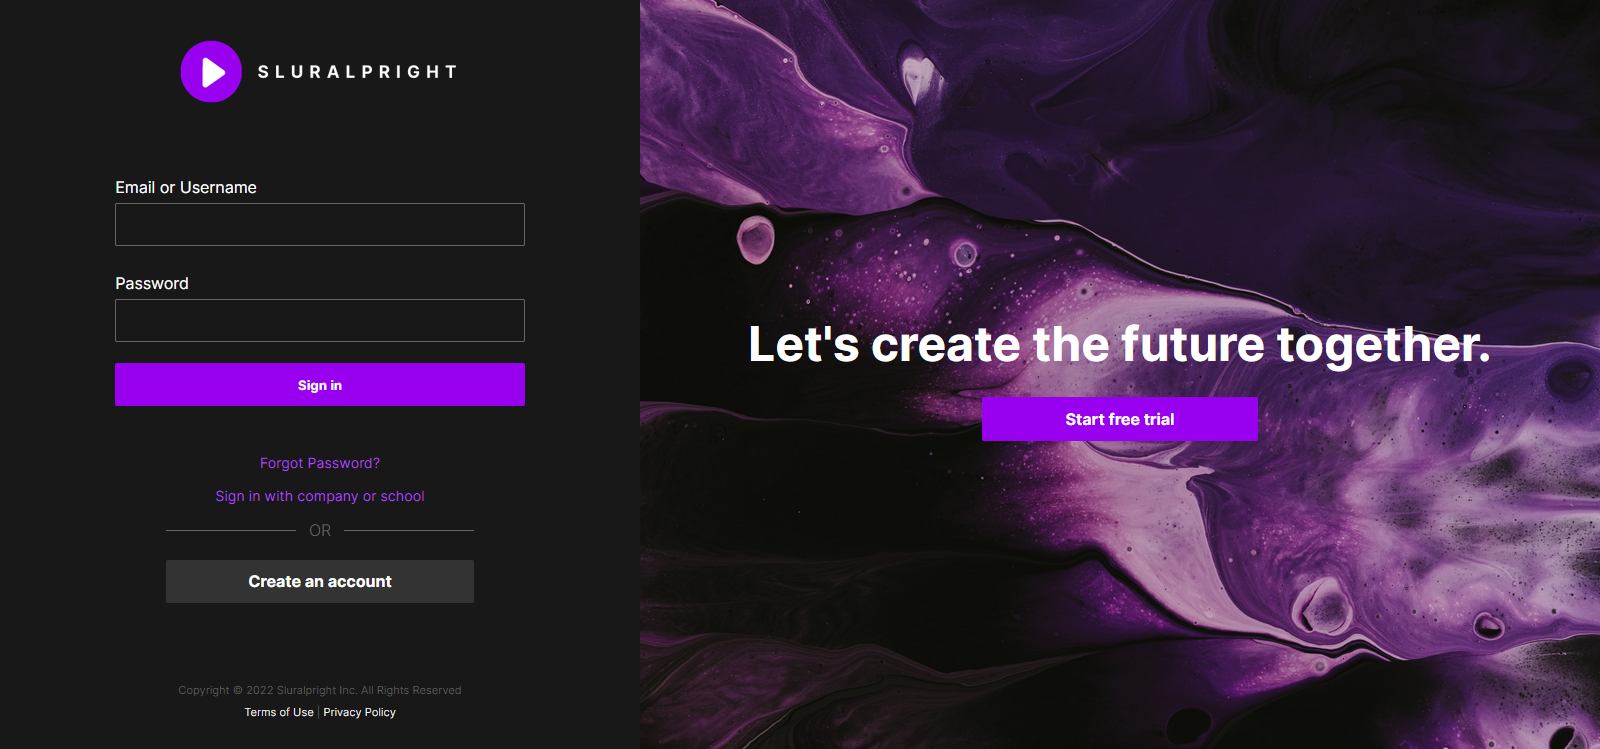 SLURALPRIGHT
Email or Username
Password
Sign in
Forgot Password?
Sign in with company or school
OR
Create an account
Copyright © 2022 Sluralpright Inc. All Rights Reserved
Terms of Use | Privacy Policy
Let's create the future together.
Start free trial